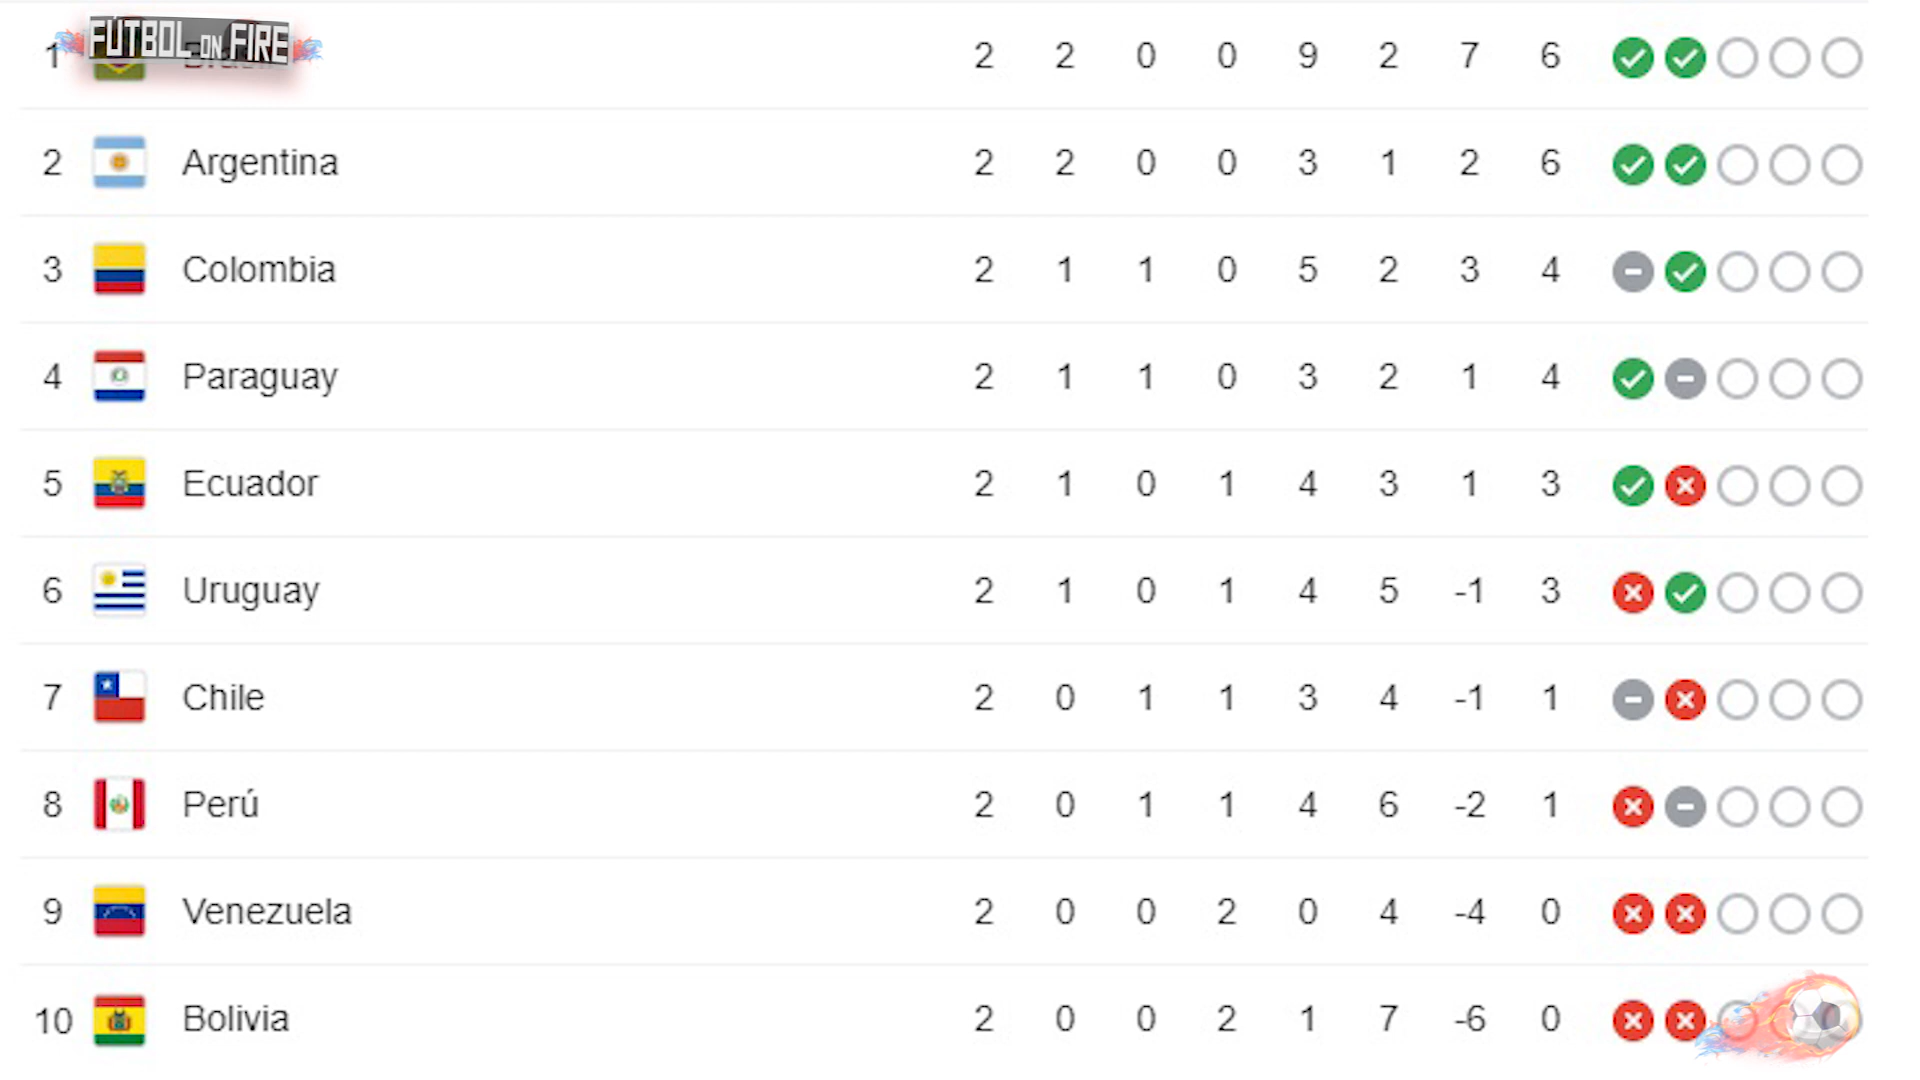 FÚTBOL ON FIRE
1 Brasil 2 2 0 0 9 2 7 6
2 Argentina 2 2 0 0 3 1 2 6
3 Colombia 2 1 1 0 5 2 3 4
4 Paraguay 2 1 1 0 3 2 1 4
5 Ecuador 2 1 0 1 4 3 1 3
6 Uruguay 2 1 0 1 4 5 -1 3
7 Chile 2 0 1 1 3 4 -1 1
8 Perú 2 0 1 1 4 6 -2 1
9 Venezuela 2 0 0 2 0 4 -4 0
10 Bolivia 2 0 0 2 1 7 -6 0